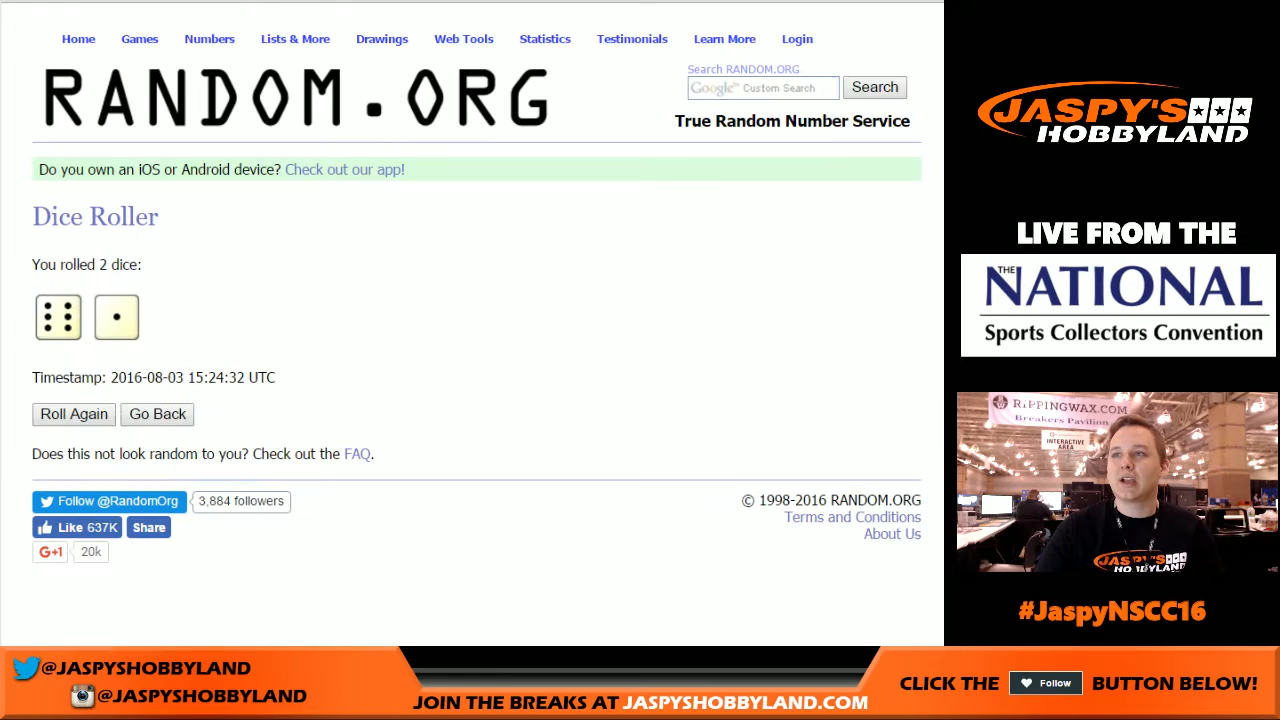 Home Games Numbers Lists & More Drawings Web Tools Statistics Testimonials Learn More Login
RANDOM.ORG
Search RANDOM.ORG
Google™ Custom Search
Search
True Random Number Service
Do you own an iOS or Android device? Check out our app!
Dice Roller
You rolled 2 dice:
Timestamp: 2016-08-03 15:24:32 UTC
Roll Again Go Back
Does this not look random to you? Check out the FAQ.
Follow @RandomOrg 3,884 followers
Like 637K Share
G+1 20k
© 1998-2016 RANDOM.ORG
Terms and Conditions
About Us
JASPY'S
HOBBYLAND
LIVE FROM THE
THE NATIONAL
Sports Collectors Convention
RIPPINGWAX.COM
Breakers Pavilion
INTERACTIVE
AREA
JASPY'S
HOBBYLAND
#JaspyNSCC16
@JASPYSHOBBYLAND
@JASPYSHOBBYLAND
JOIN THE BREAKS AT JASPYSHOBBYLAND.COM
CLICK THE Follow BUTTON BELOW!